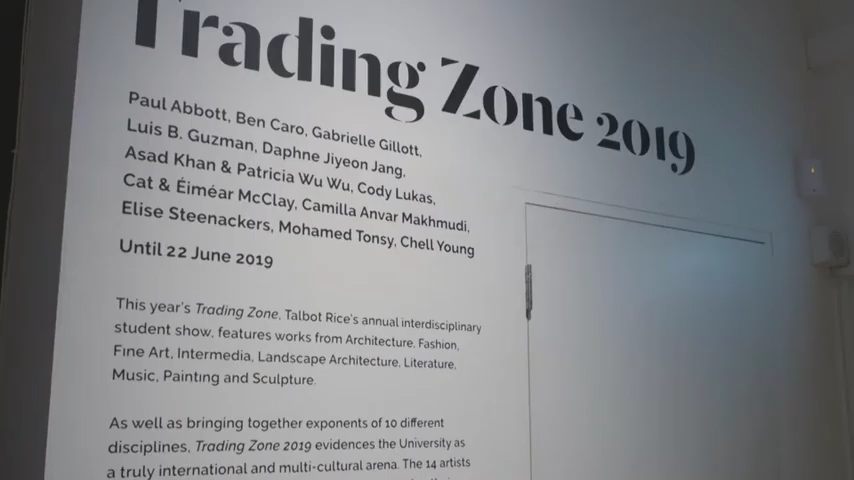 Trading Zone 2019
Paul Abbott, Ben Caro, Gabrielle Gillott,
Luis B. Guzman, Daphne Jiyeon Jang,
Asad Khan & Patricia Wu Wu, Cody Lukas,
Cat & Éiméar McClay, Camilla Anvar Makhmudi,
Elise Steenackers, Mohamed Tonsy, Chell Young
Until 22 June 2019
This year's Trading Zone, Talbot Rice's annual interdisciplinary
student show, features works from Architecture, Fashion,
Fine Art, Intermedia, Landscape Architecture, Literature,
Music, Painting and Sculpture.
As well as bringing together exponents of 10 different
disciplines, Trading Zone 2019 evidences the University as
a truly international and multi-cultural arena. The 14 artists